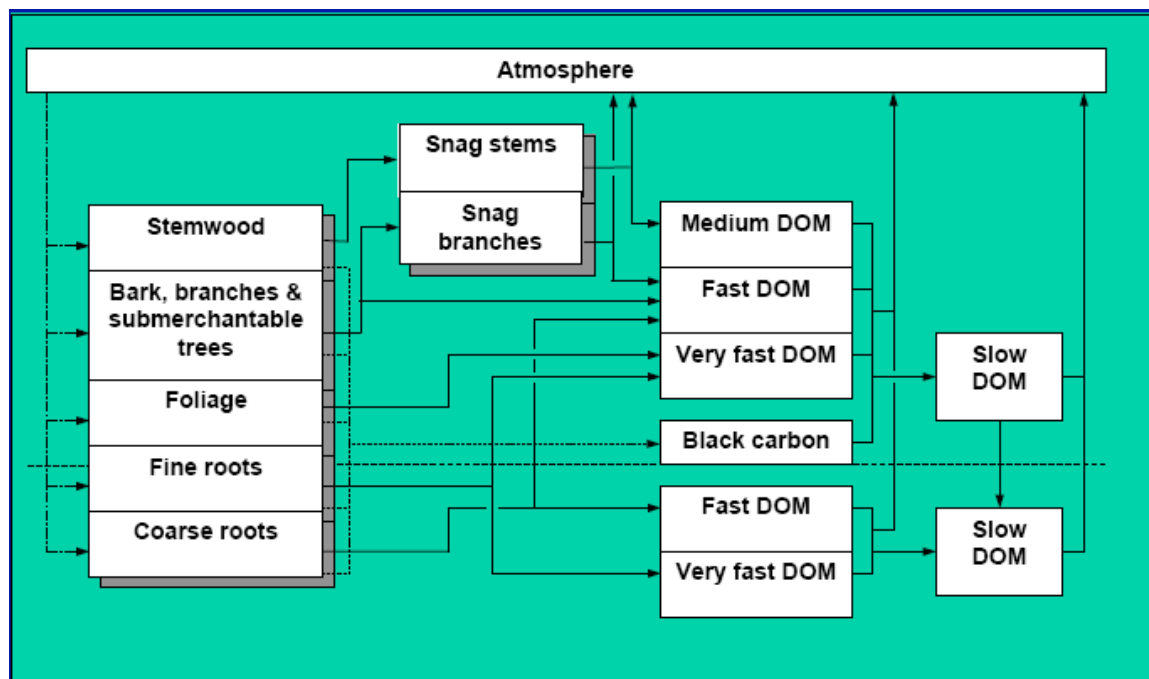 Atmosphere
Snag stems
Snag
branches
Stemwood
Bark, branches &
submerchantable
trees
Foliage
Fine roots
Coarse roots
Medium DOM
Fast DOM
Very fast DOM
Black carbon
Fast DOM
Very fast DOM
Slow
DOM
Slow
DOM